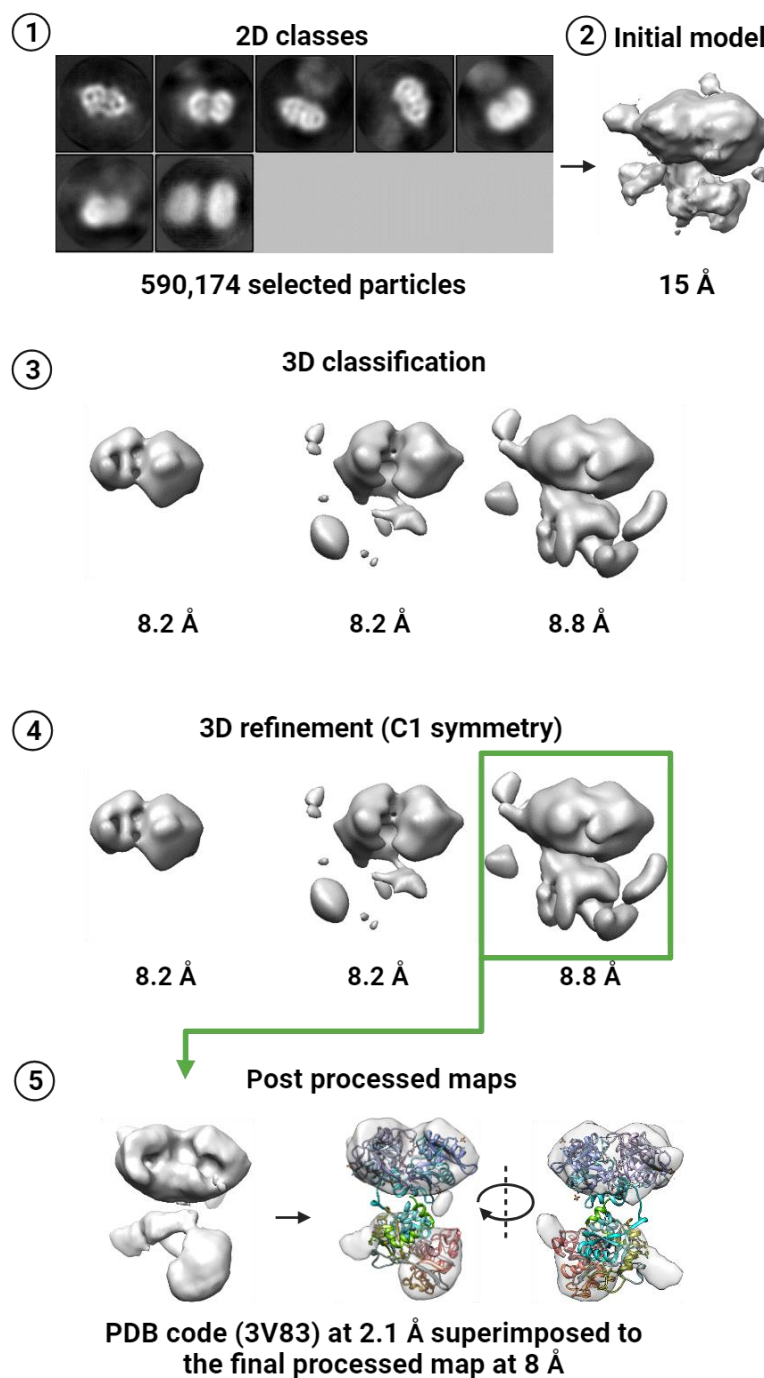 1
2D classes
2
Initial model
590,174 selected particles
15 Å
3
3D classification
8.2 Å
8.2 Å
8.8 Å
4
3D refinement (C1 symmetry)
8.2 Å
8.2 Å
8.8 Å
5
Post processed maps
PDB code (3V83) at 2.1 Å superimposed to
the final processed map at 8 Å